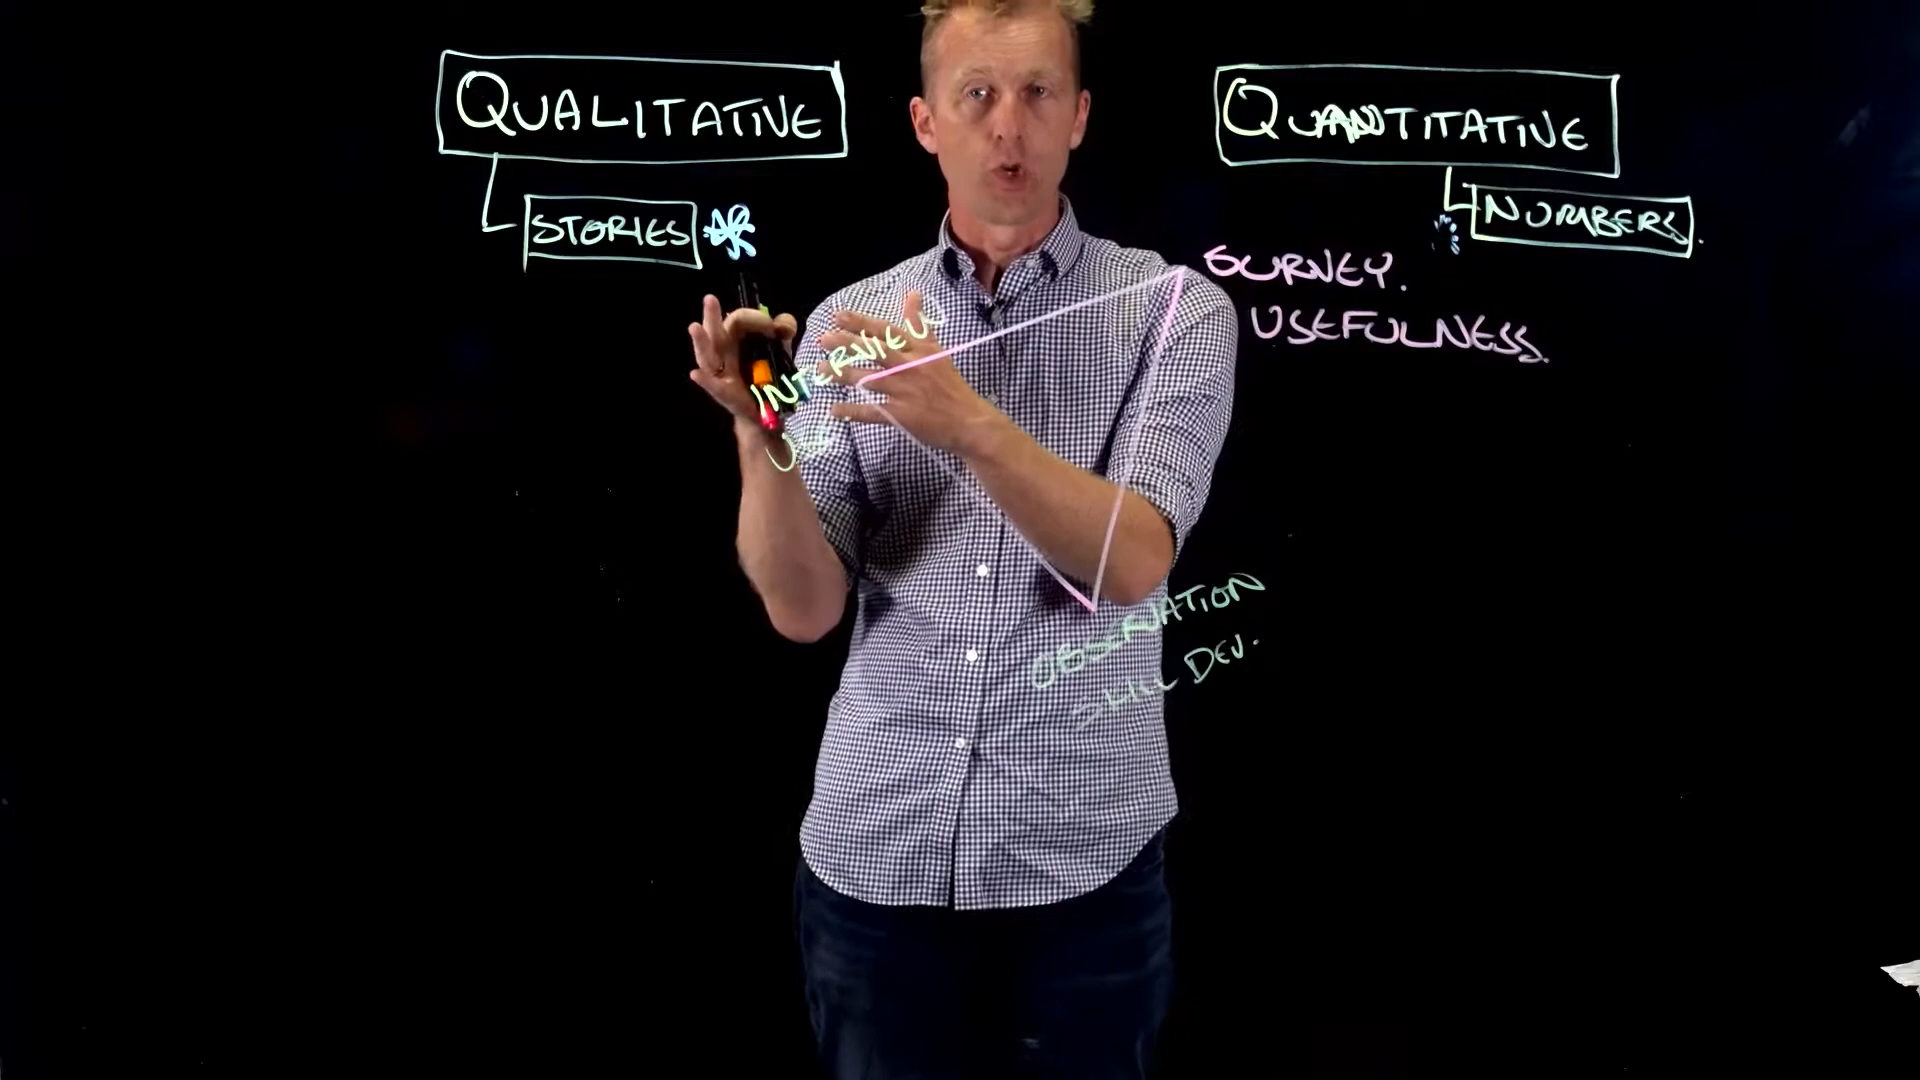 QUALITATIVE
STORIES
QUANTITATIVE
NUMBERS.
SURVEY.
USEFULNESS.
INTERVIEW
OBSERVATION
SKILL DEV.